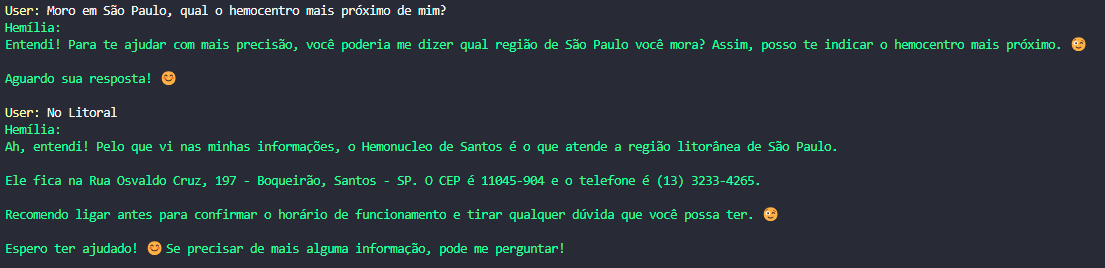 User: Moro em São Paulo, qual o hemocentro mais próximo de mim?
Hemília:
Entendi! Para te ajudar com mais precisão, você poderia me dizer qual região de São Paulo você mora? Assim, posso te indicar o hemocentro mais próximo. 😉
Aguardo sua resposta! 😊
User: No Litoral
Hemília:
Ah, entendi! Pelo que vi nas minhas informações, o Hemonucleo de Santos é o que atende a região litorânea de São Paulo.
Ele fica na Rua Osvaldo Cruz, 197 - Boqueirão, Santos - SP. O CEP é 11045-904 e o telefone é (13) 3233-4265.
Recomendo ligar antes para confirmar o horário de funcionamento e tirar qualquer dúvida que você possa ter. 😉
Espero ter ajudado! 😊 Se precisar de mais alguma informação, pode me perguntar!